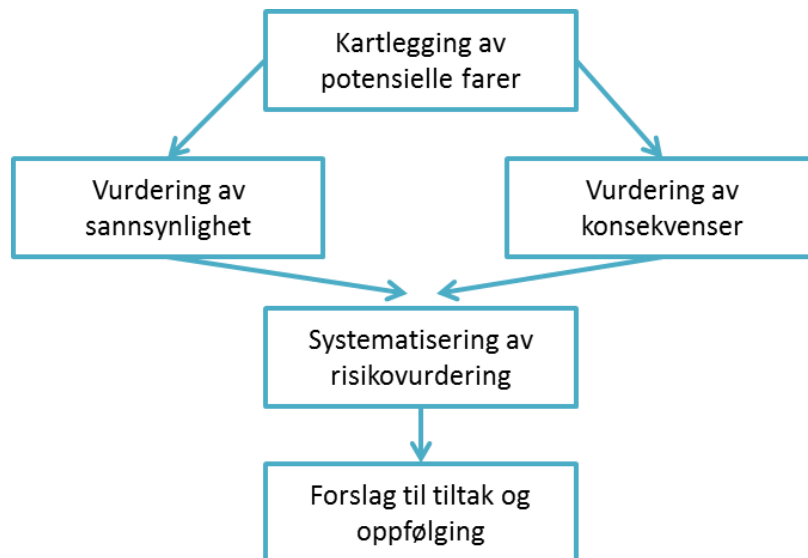 Kartlegging av
potensielle farer
Vurdering av
sannsynlighet
Vurdering av
konsekvenser
Systematisering av
risikovurdering
Forslag til tiltak og
oppfølging